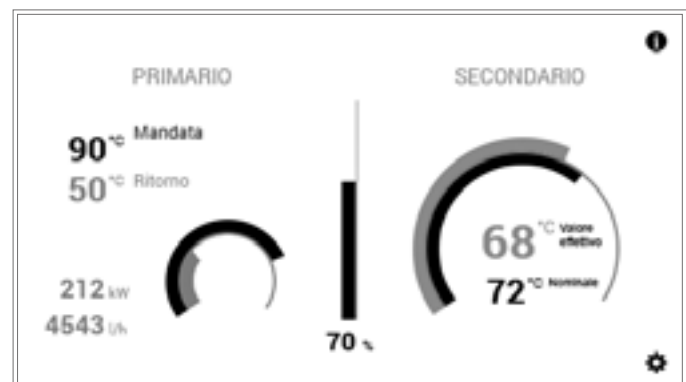 PRIMARIO
90 °C Mandata
50 °C Ritorno
212 kW
4543 l/h
70 %
SECONDARIO
68 °C Valore effettivo
72 °C Nominale